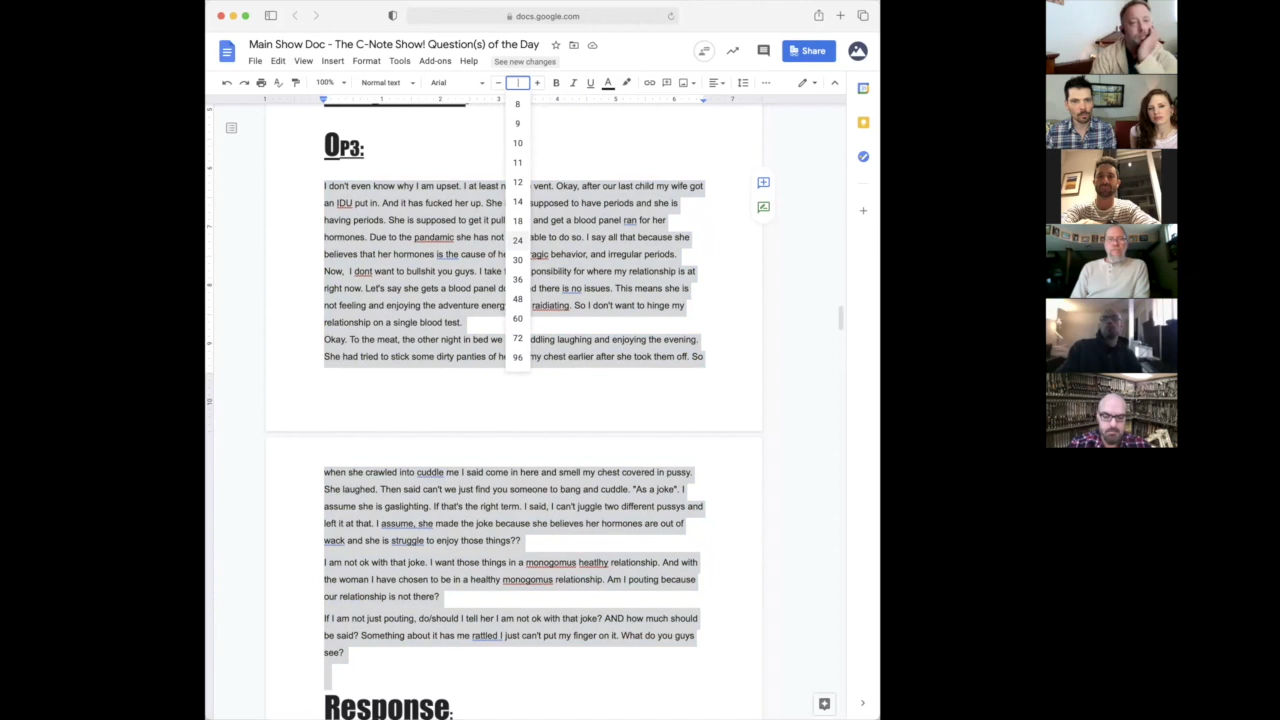 docs.google.com
Main Show Doc - The C-Note Show! Question(s) of the Day
File Edit View Insert Format Tools Add-ons Help See new changes
Share
100% Normal text Arial
1 1 2 3 5 6 7
8
9
10
11
12
14
18
24
30
36
48
60
72
96
Op3:
I don't even know why I am upset. I at least vent. Okay, after our last child my wife got
an IDU put in. And it has fucked her up. She supposed to have periods and she is
having periods. She is supposed to get it and get a blood panel ran for her
hormones. Due to the pandamic she has not to do so. I say all that because she
believes that her hormones is the cause of behavior, and irregular periods.
Now, I dont want to bullshit you guys. I take for where my relationship is at
right now. Let's say she gets a blood panel there is no issues. This means she is
not feeling and enjoying the adventure raidiating. So I don't want to hinge my
relationship on a single blood test.
Okay. To the meat, the other night in bed we laughing and enjoying the evening.
She had tried to stick some dirty panties of my chest earlier after she took them off. So
when she crawled into cuddle me I said come in here and smell my chest covered in pussy.
She laughed. Then said can't we just find you someone to bang and cuddle. "As a joke". I
assume she is gaslighting. If that's the right term. I said, I can't juggle two different pussys and
left it at that. I assume, she made the joke because she believes her hormones are out of
wack and she is struggle to enjoy those things??
I am not ok with that joke. I want those things in a monogomus heatlhy relationship. And with
the woman I have chosen to be in a healthy monogomus relationship. Am I pouting because
our relationship is not there?
If I am not just pouting, do/should I tell her I am not ok with that joke? AND how much should
be said? Something about it has me rattled I just can't put my finger on it. What do you guys
see?
Response: